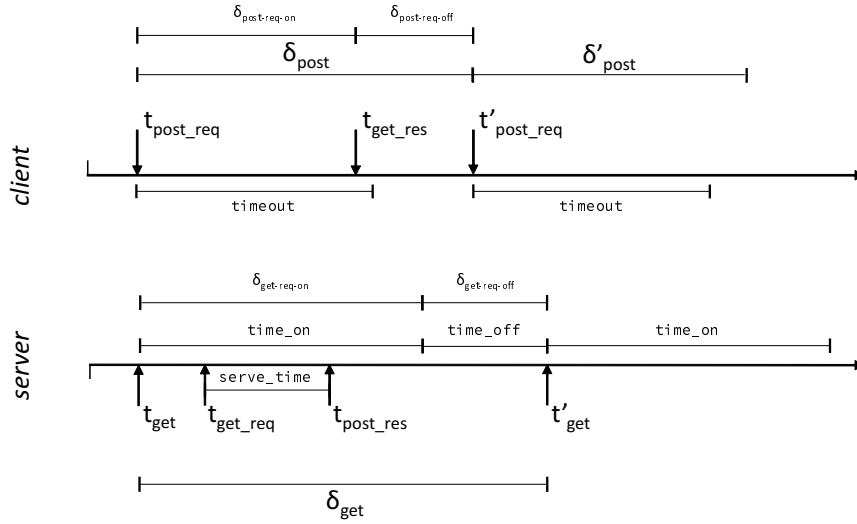 δpost-req-on δpost-req-off
δpost δ’post
tpost_req tget_res t’post_req
client
timeout timeout
δget-req-on δget-req-off
time_on time_off time_on
server
serve_time
tget tget_req tpost_res t’get
δget